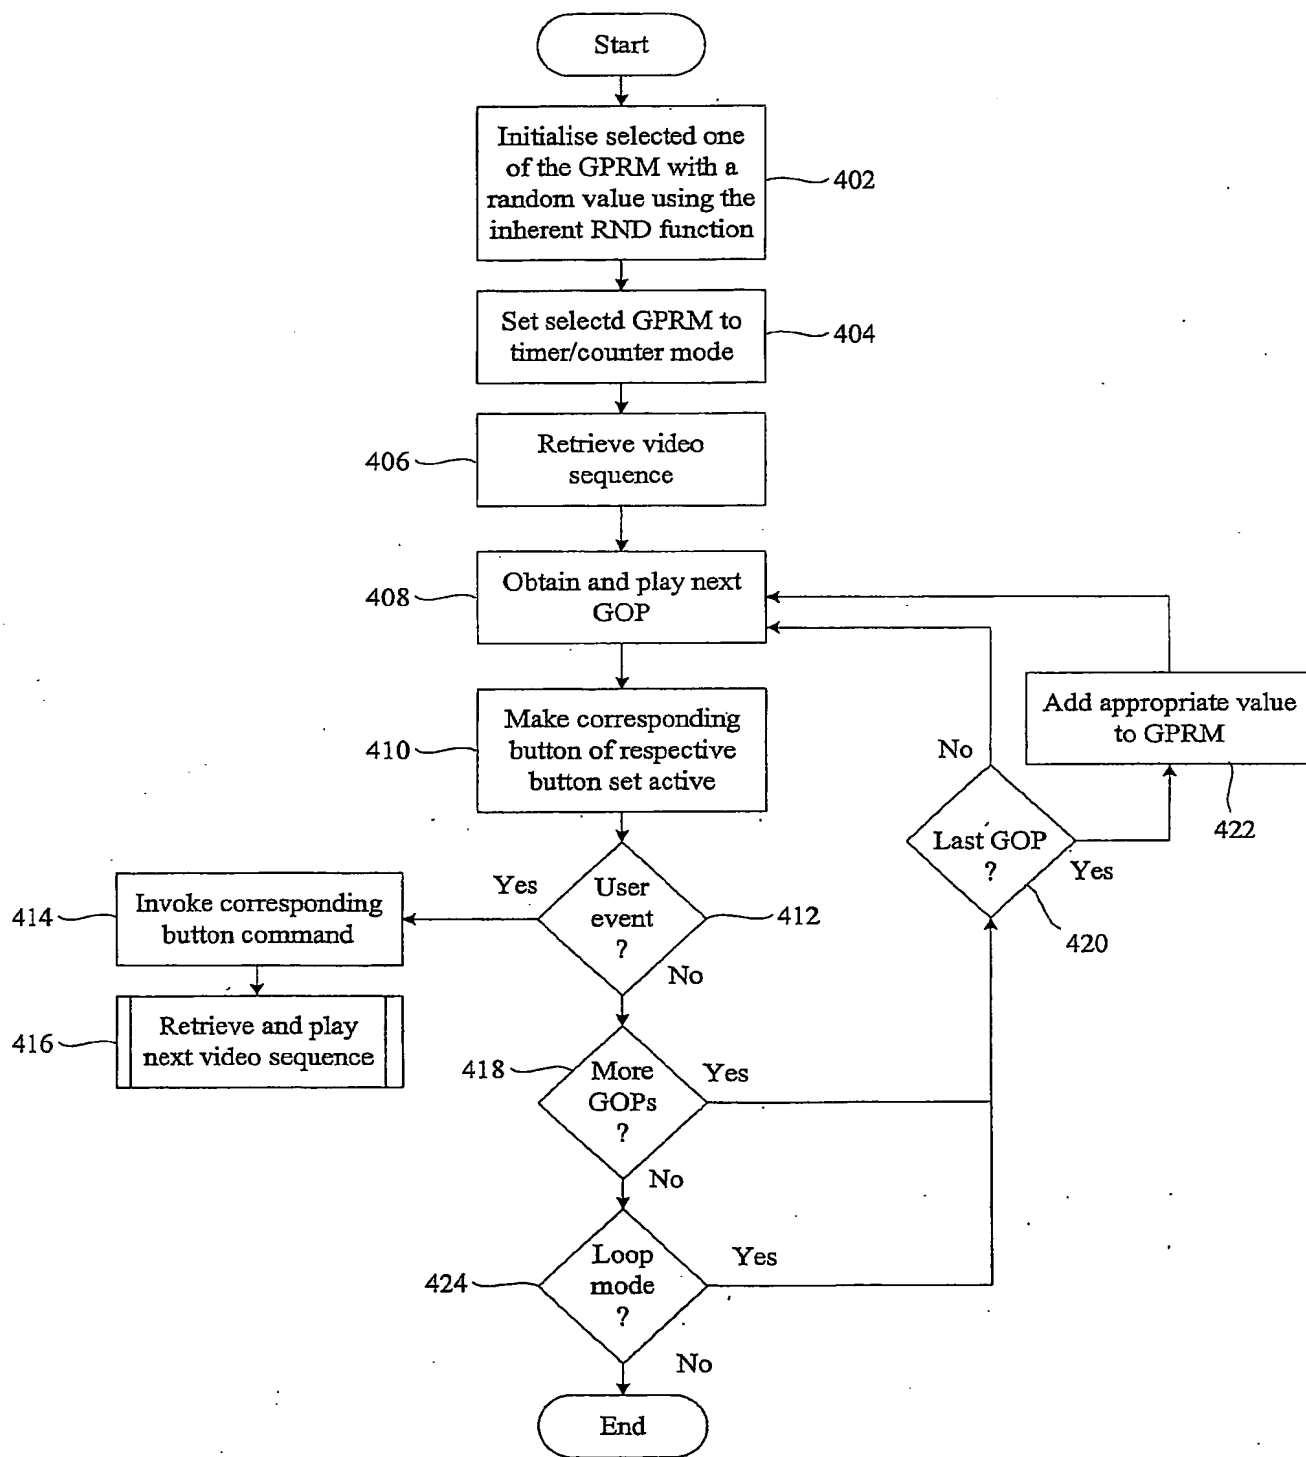 Start
Initialise selected one
of the GPRM with a
random value using the
inherent RND function
402
Set selectd GPRM to
timer/counter mode
404
406
Retrieve video
sequence
408
Obtain and play next
GOP
410
Make corresponding
button of respective
button set active
No
Add appropriate value
to GPRM
422
Last GOP
?
Yes
420
Yes
User
event
?
412
No
414
Invoke corresponding
button command
416
Retrieve and play
next video sequence
418
More
GOPs
?
Yes
No
424
Loop
mode
?
Yes
No
End